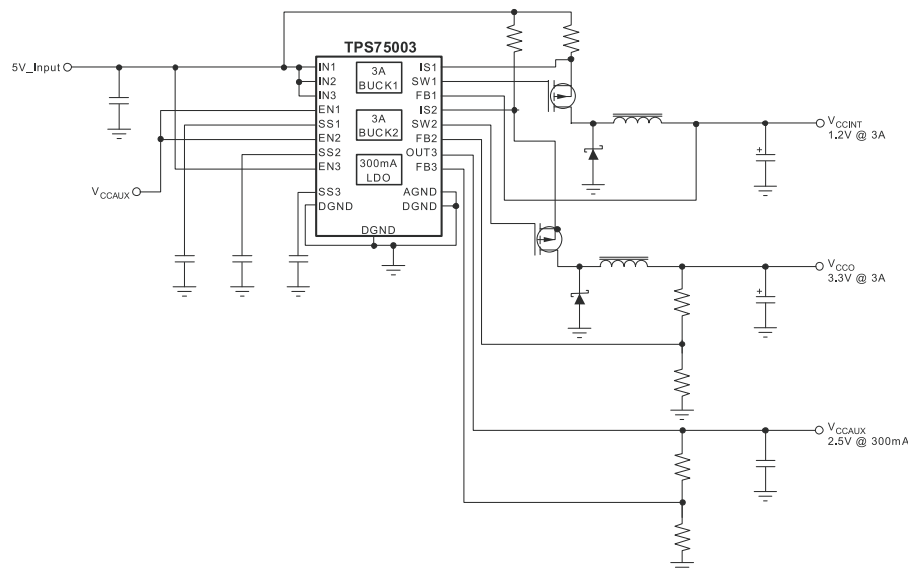 TPS75003
5V_Input
IN1
IN2
IN3
EN1
SS1
EN2
SS2
EN3
SS3
DGND
3A
BUCK1
3A
BUCK2
300mA
LDO
DGND
IS1
SW1
FB1
IS2
SW2
FB2
OUT3
FB3
AGND
DGND
VCCAUX
VCCINT
1.2V @ 3A
VCCO
3.3V @ 3A
VCCAUX
2.5V @ 300mA
+
+